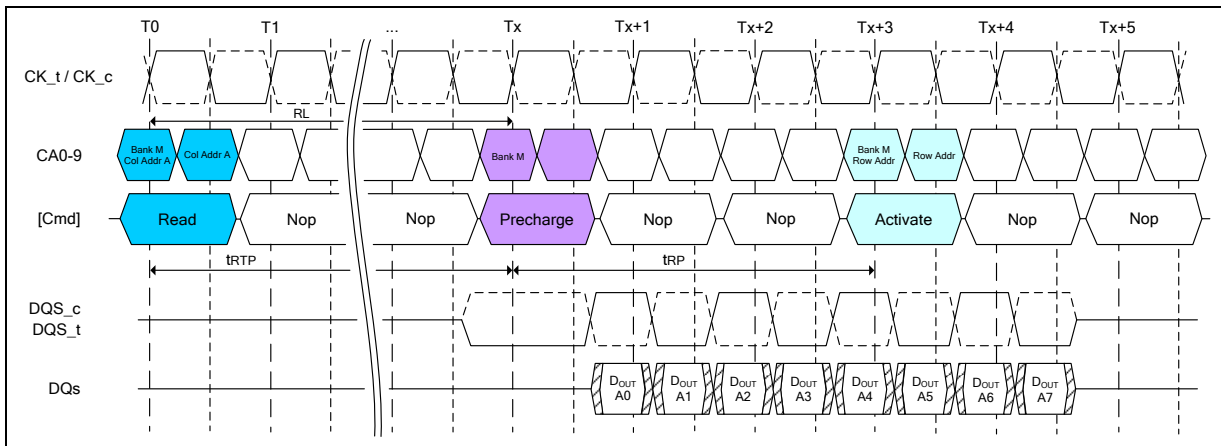 T0 T1 ... Tx Tx+1 Tx+2 Tx+3 Tx+4 Tx+5
CK_t / CK_c
RL
CA0-9
Bank M
Col Addr A
Col Addr A
Bank M
Bank M
Row Addr
Row Addr
[Cmd] Read Nop Nop Precharge Nop Nop Activate Nop Nop
tRTP tRP
DQS_c
DQS_t
DQs
DOUT
A0
DOUT
A1
DOUT
A2
DOUT
A3
DOUT
A4
DOUT
A5
DOUT
A6
DOUT
A7